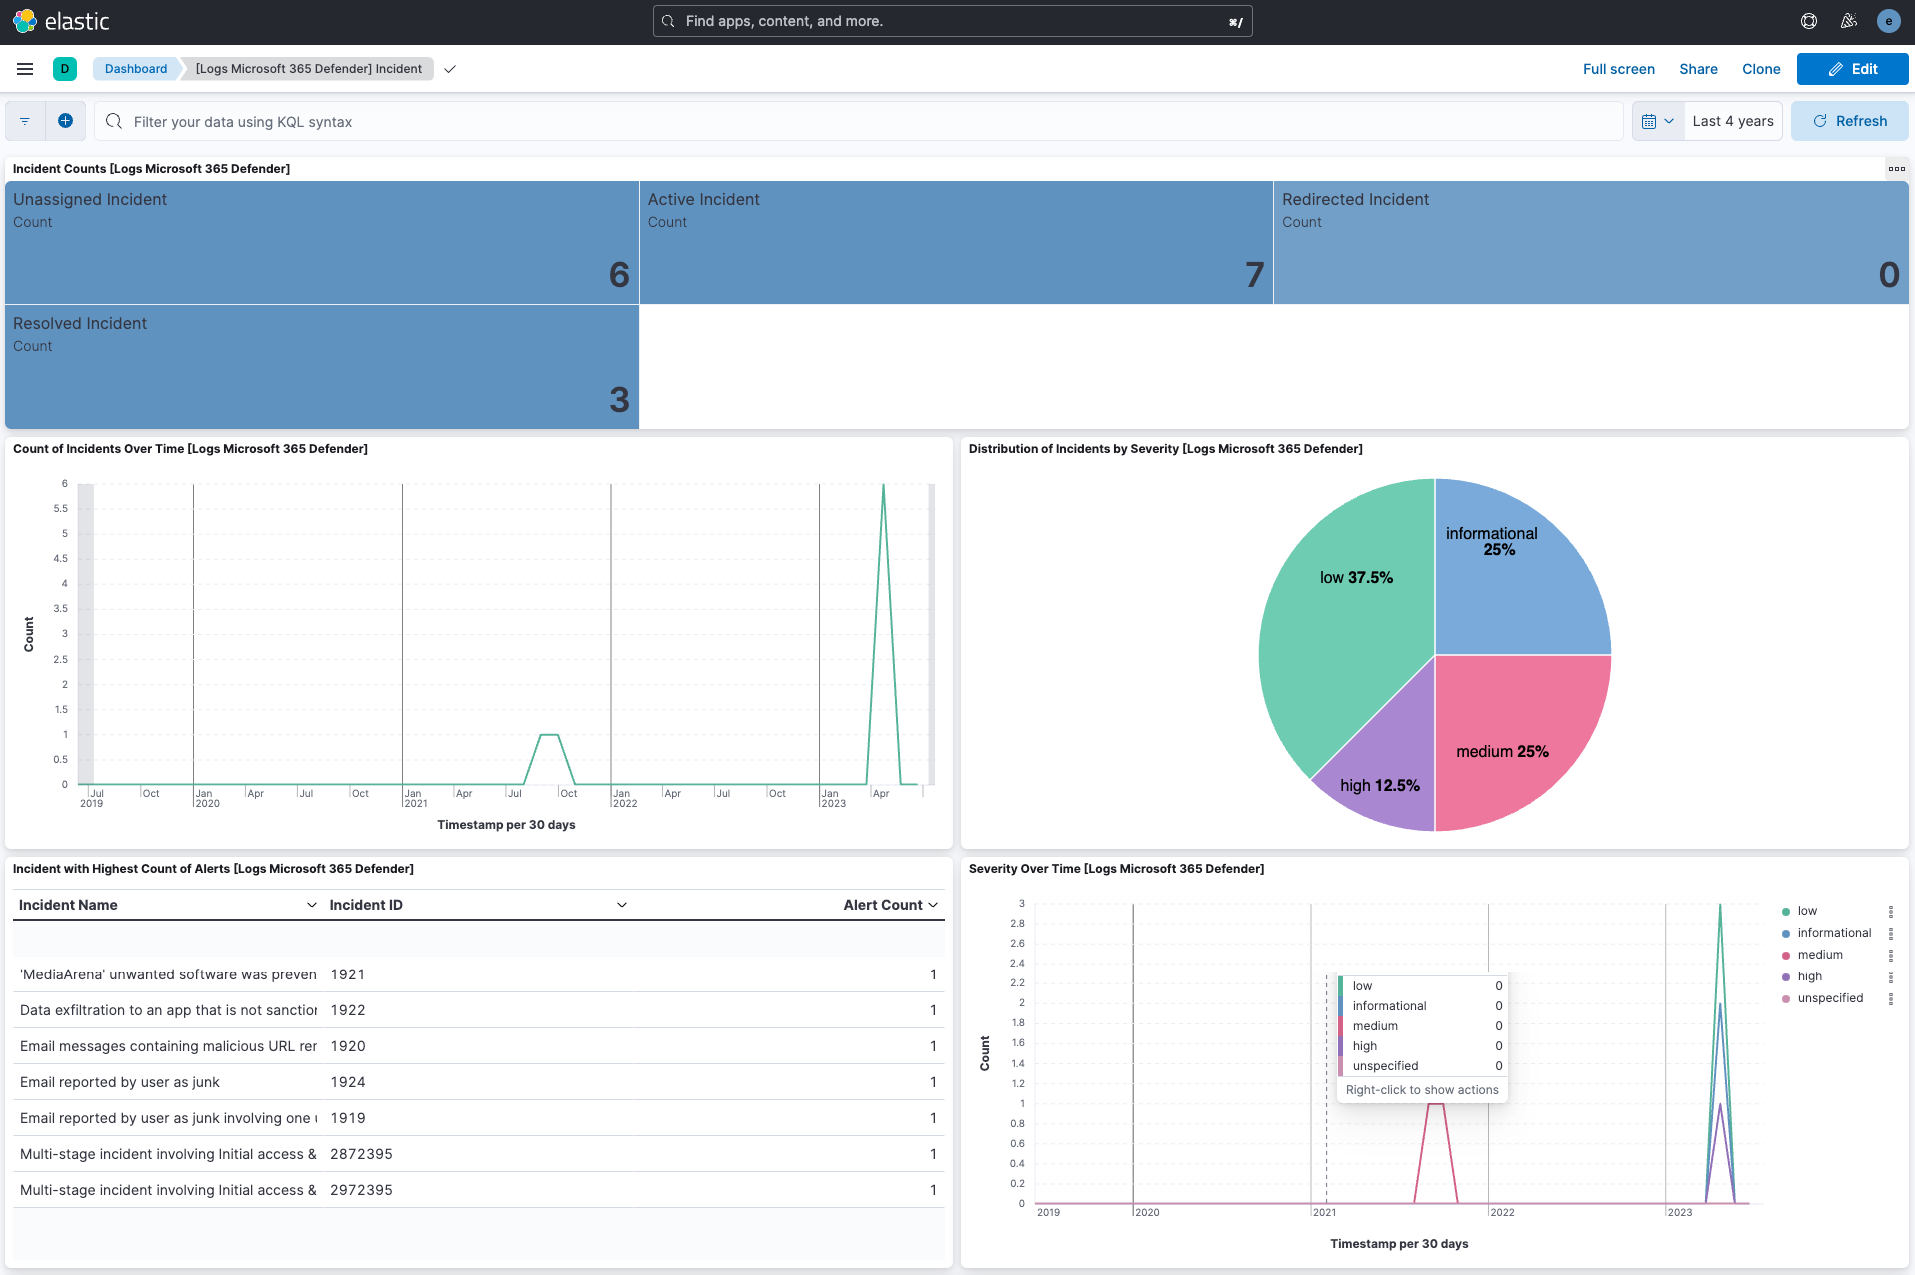 elastic
Find apps, content, and more.
⌘/
e
D
Dashboard
[Logs Microsoft 365 Defender] Incident
Full screen
Share
Clone
Edit
Filter your data using KQL syntax
Last 4 years
Refresh
Incident Counts [Logs Microsoft 365 Defender]
Unassigned Incident
Count
6
Active Incident
Count
7
Redirected Incident
Count
0
Resolved Incident
Count
3
Count of Incidents Over Time [Logs Microsoft 365 Defender]
6
5.5
5
4.5
4
3.5
3
2.5
2
1.5
1
0.5
0
Count
Jul Oct Jan Apr Jul Oct Jan Apr Jul Oct Jan Apr Jul Oct Jan Apr
2019 2020 2021 2022 2023
Timestamp per 30 days
Distribution of Incidents by Severity [Logs Microsoft 365 Defender]
informational
25%
low 37.5%
medium 25%
high 12.5%
Incident with Highest Count of Alerts [Logs Microsoft 365 Defender]
Incident Name Incident ID Alert Count
'MediaArena' unwanted software was preven 1921 1
Data exfiltration to an app that is not sanction 1922 1
Email messages containing malicious URL rer 1920 1
Email reported by user as junk 1924 1
Email reported by user as junk involving one 1919 1
Multi-stage incident involving Initial access & 2872395 1
Multi-stage incident involving Initial access & 2972395 1
Severity Over Time [Logs Microsoft 365 Defender]
3
2.8
2.6
2.4
2.2
2
1.8
1.6
1.4
1.2
1
0.8
0.6
0.4
0.2
0
Count
2019 2020 2021 2022 2023
Timestamp per 30 days
low 0
informational 0
medium 0
high 0
unspecified 0
Right-click to show actions
low
informational
medium
high
unspecified